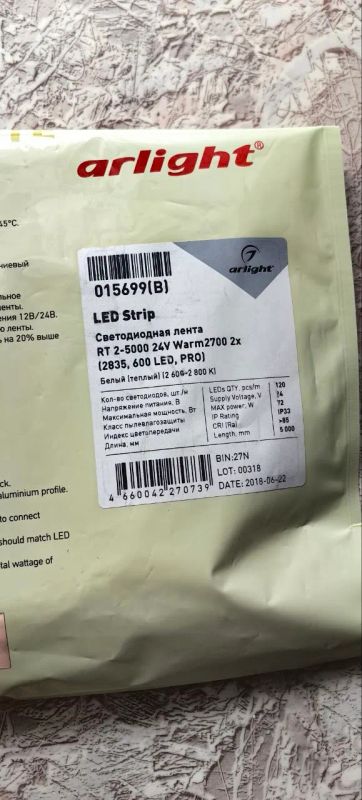 arlight®
45°C.
льное
енты.
ения 12В/24В.
ю ленты.
ь на 20% выше
ck.
aluminium profile.
to connect
should match LED
tal wattage of
arlight®
015699(B)
LED Strip
Светодиодная лента
RT 2-5000 24V Warm2700 2x
(2835, 600 LED, PRO)
Белый (теплый) (2 600-2 800 K)
Кол-во светодиодов, шт./м LEDs QTY, pcs/m 120
Напряжение питания, В Supply Voltage, V 24
Максимальная мощность, Вт MAX power, W 72
Класс пылевлагозащиты IP Rating IP33
Индекс цветопередачи CRI (Ra) >85
Длина, мм Length, mm 5 000
4 660042 270739
BIN:27N
LOT: 00318
DATE: 2018-06-22